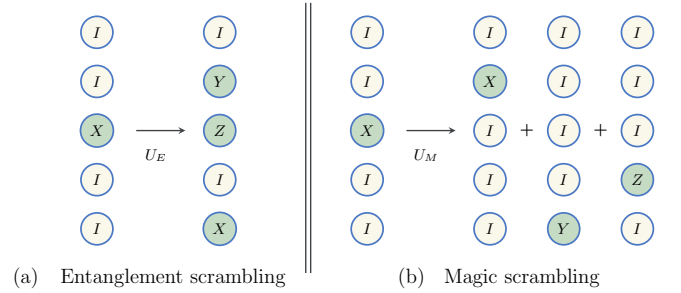 I I I I I I
I Y I X I I
X Z X I + I + I
U_E U_M
I I I I I Z
I X I I Y I
(a) Entanglement scrambling (b) Magic scrambling